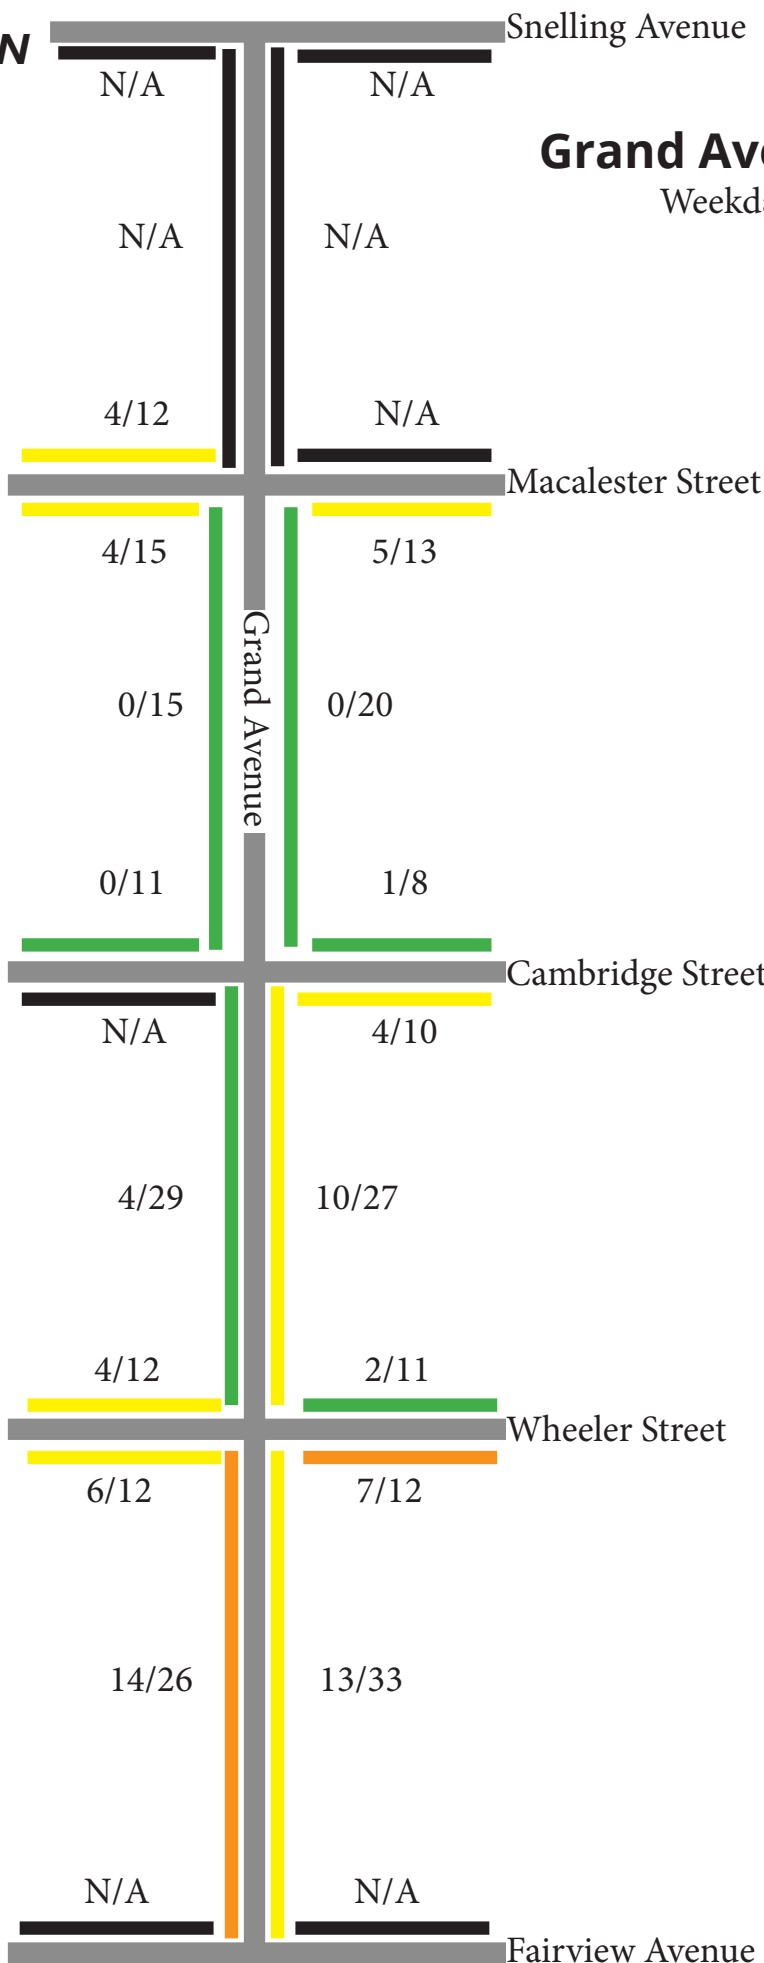 Snelling Avenue
N
N/A N/A
Grand
N/A N/A
4/12 N/A
Macalester Street
4/15 5/13
Grand Avenue
0/15 0/20
0/11 1/8
Cambridge Street
N/A 4/10
4/29 10/27
4/12 2/11
Wheeler Street
6/12 7/12
14/26 13/33
N/A N/A
Fairview Avenue